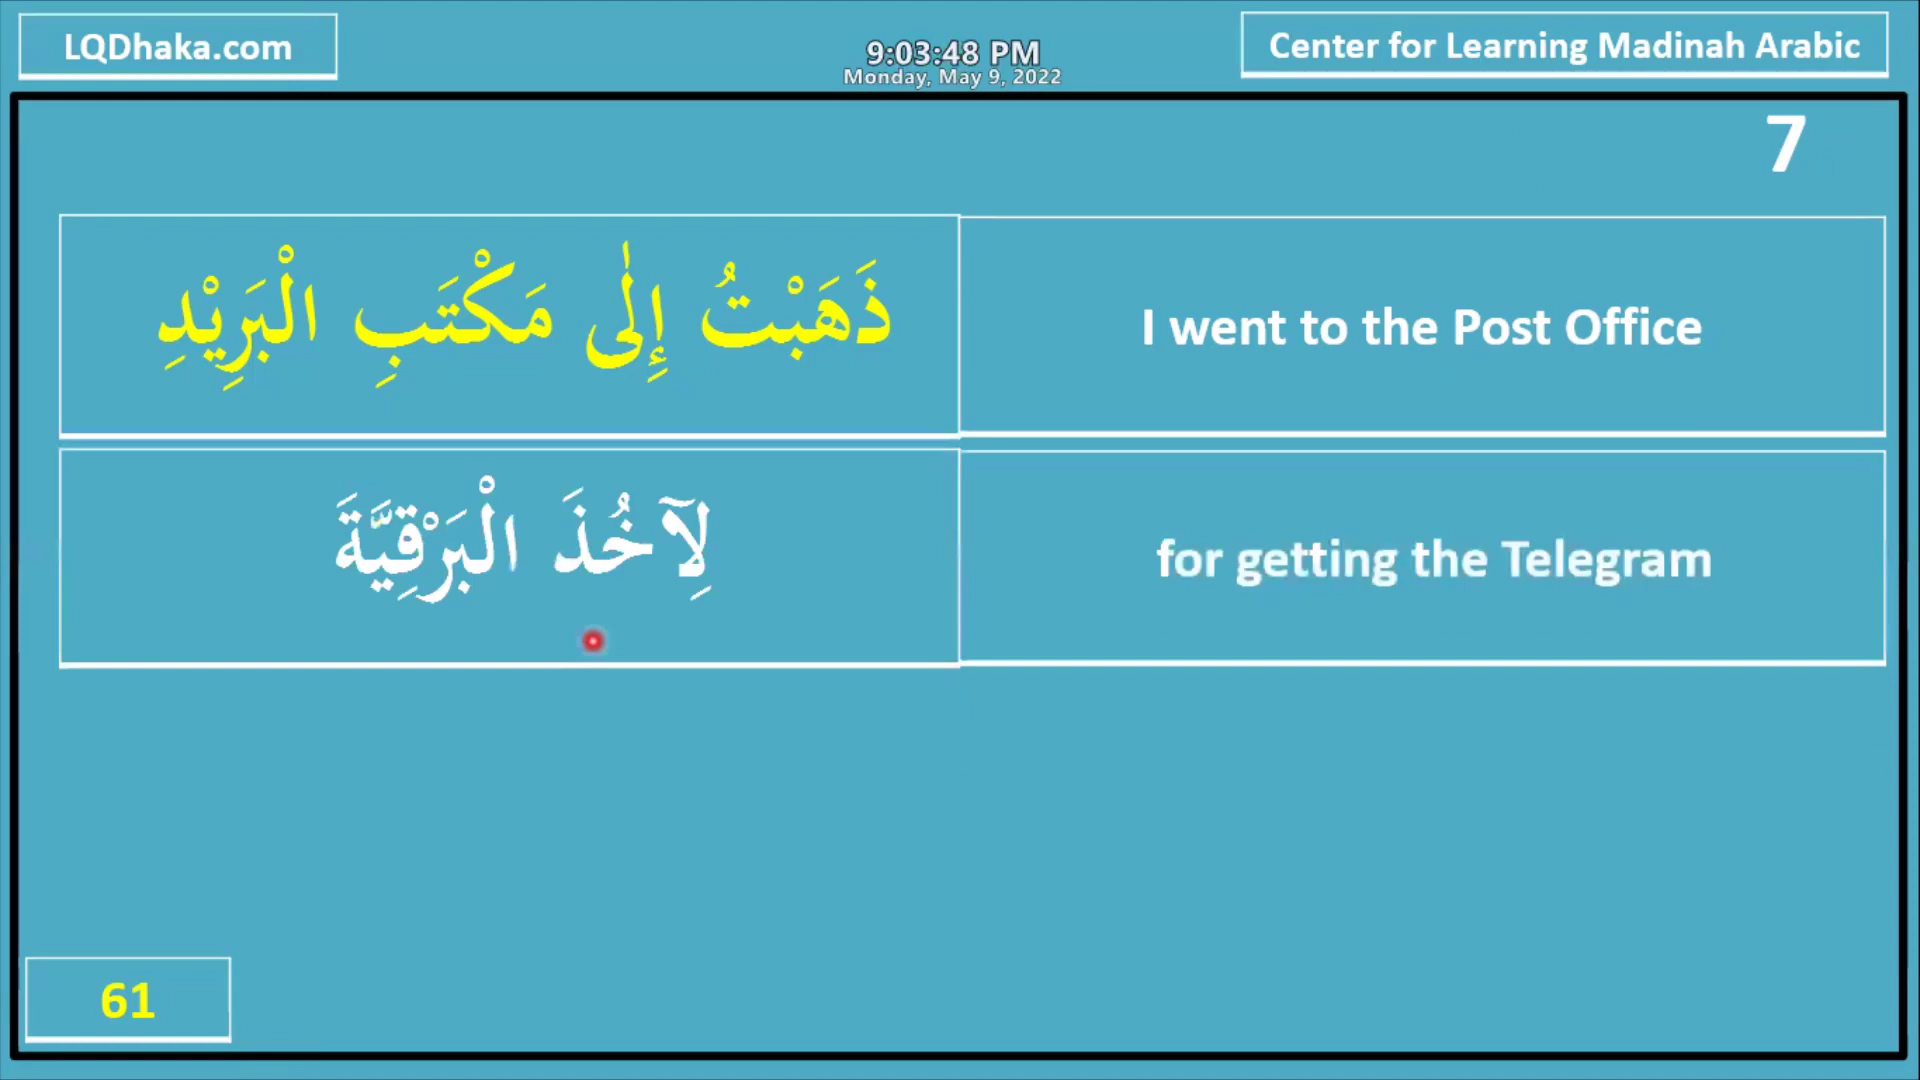 LQDhaka.com
9:03:48 PM
Monday, May 9, 2022
Center for Learning Madinah Arabic
7
ذَهَبْتُ إِلٰى مَكْتَبِ الْبَرِيْدِ
I went to the Post Office
لِآخُذَ الْبَرْقِيَّةَ
for getting the Telegram
61